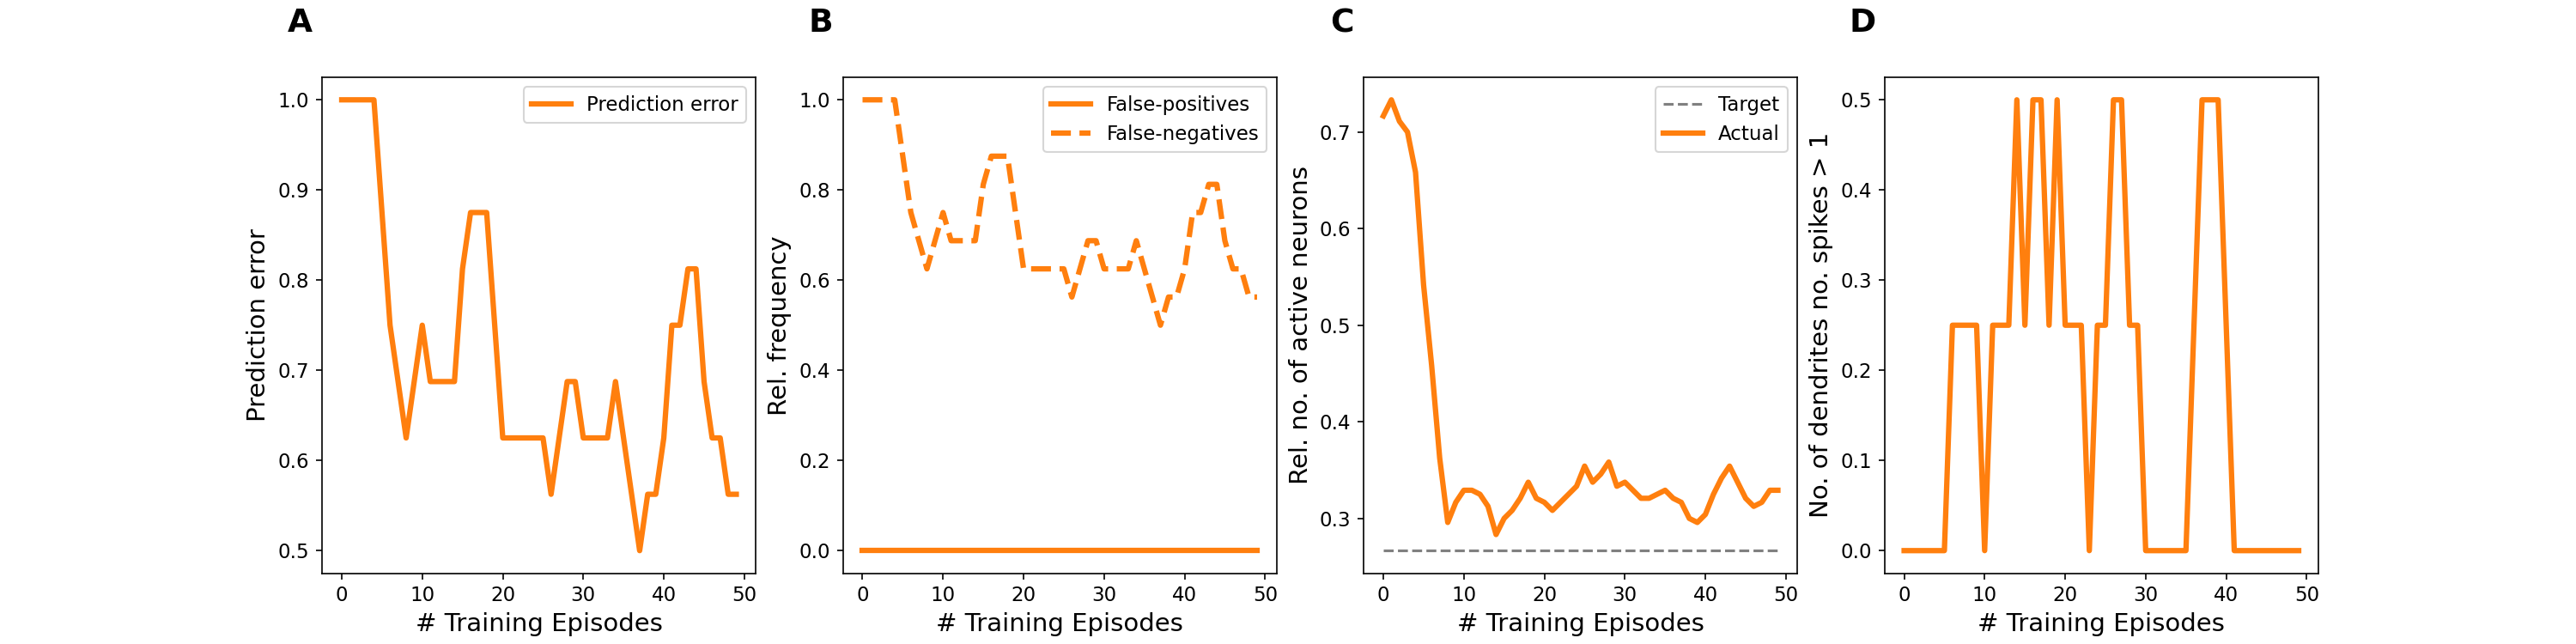 A
B
C
D
Prediction error
1.0
0.9
0.8
0.7
0.6
0.5
0
10
20
30
40
50
# Training Episodes
Prediction error
False-positives
False-negatives
Rel. frequency
1.0
0.8
0.6
0.4
0.2
0.0
0
10
20
30
40
50
# Training Episodes
Target
Actual
Rel. no. of active neurons
0.7
0.6
0.5
0.4
0.3
0
10
20
30
40
50
# Training Episodes
No. of dendrites no. spikes > 1
0.5
0.4
0.3
0.2
0.1
0.0
0
10
20
30
40
50
# Training Episodes